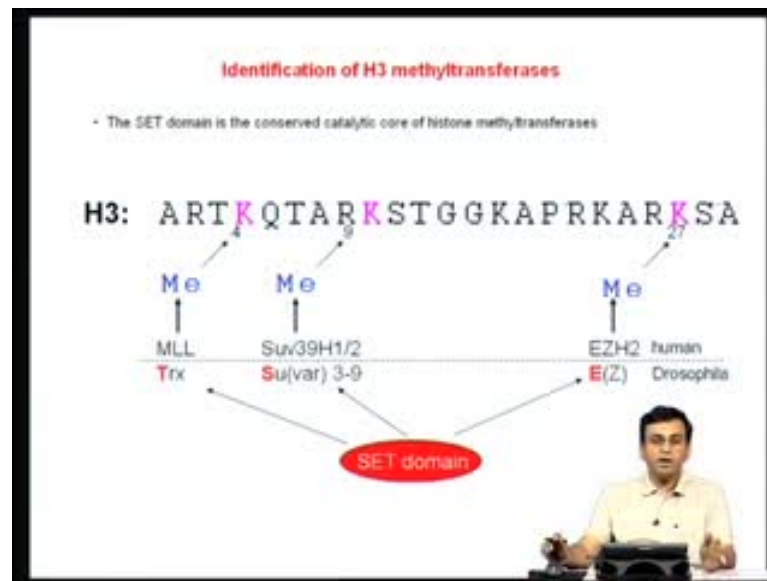 Identification of H3 methyltransferases
• The SET domain is the conserved catalytic core of histone methyltransferases
H3: ARTKQTARKSTGGKAPRKARKSA
4 9 27
Me Me Me
MLL Suv39H1/2 EZH2 human
Trx Su(var) 3-9 E(Z) Drosophila
SET domain